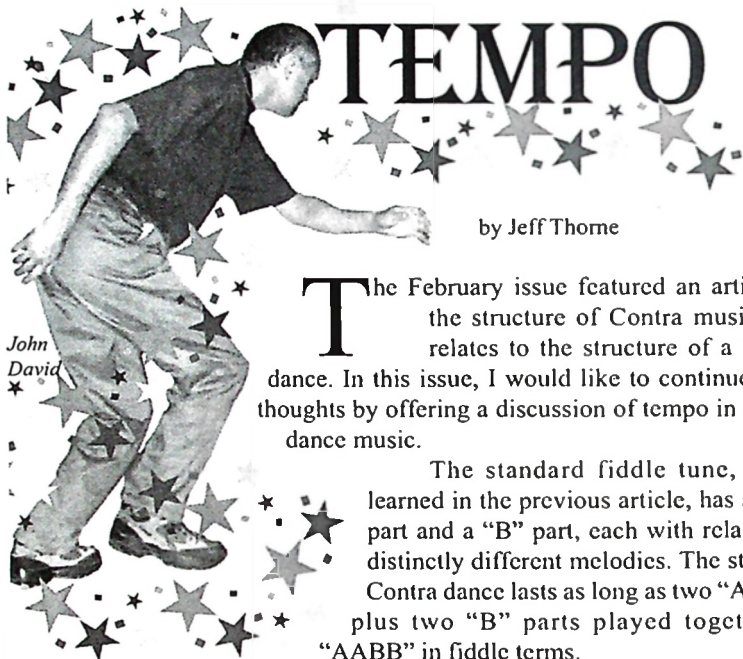 TEMPO
by Jeff Thorne
The February issue featured an arti
the structure of Contra musi
relates to the structure of a
dance. In this issue, I would like to continue
thoughts by offering a discussion of tempo in
dance music.
The standard fiddle tune,
learned in the previous article, has
part and a “B” part, each with rela
distinctly different melodies. The st
Contra dance lasts as long as two “A
plus two “B” parts played toget
“AABB” in fiddle terms.
John
David